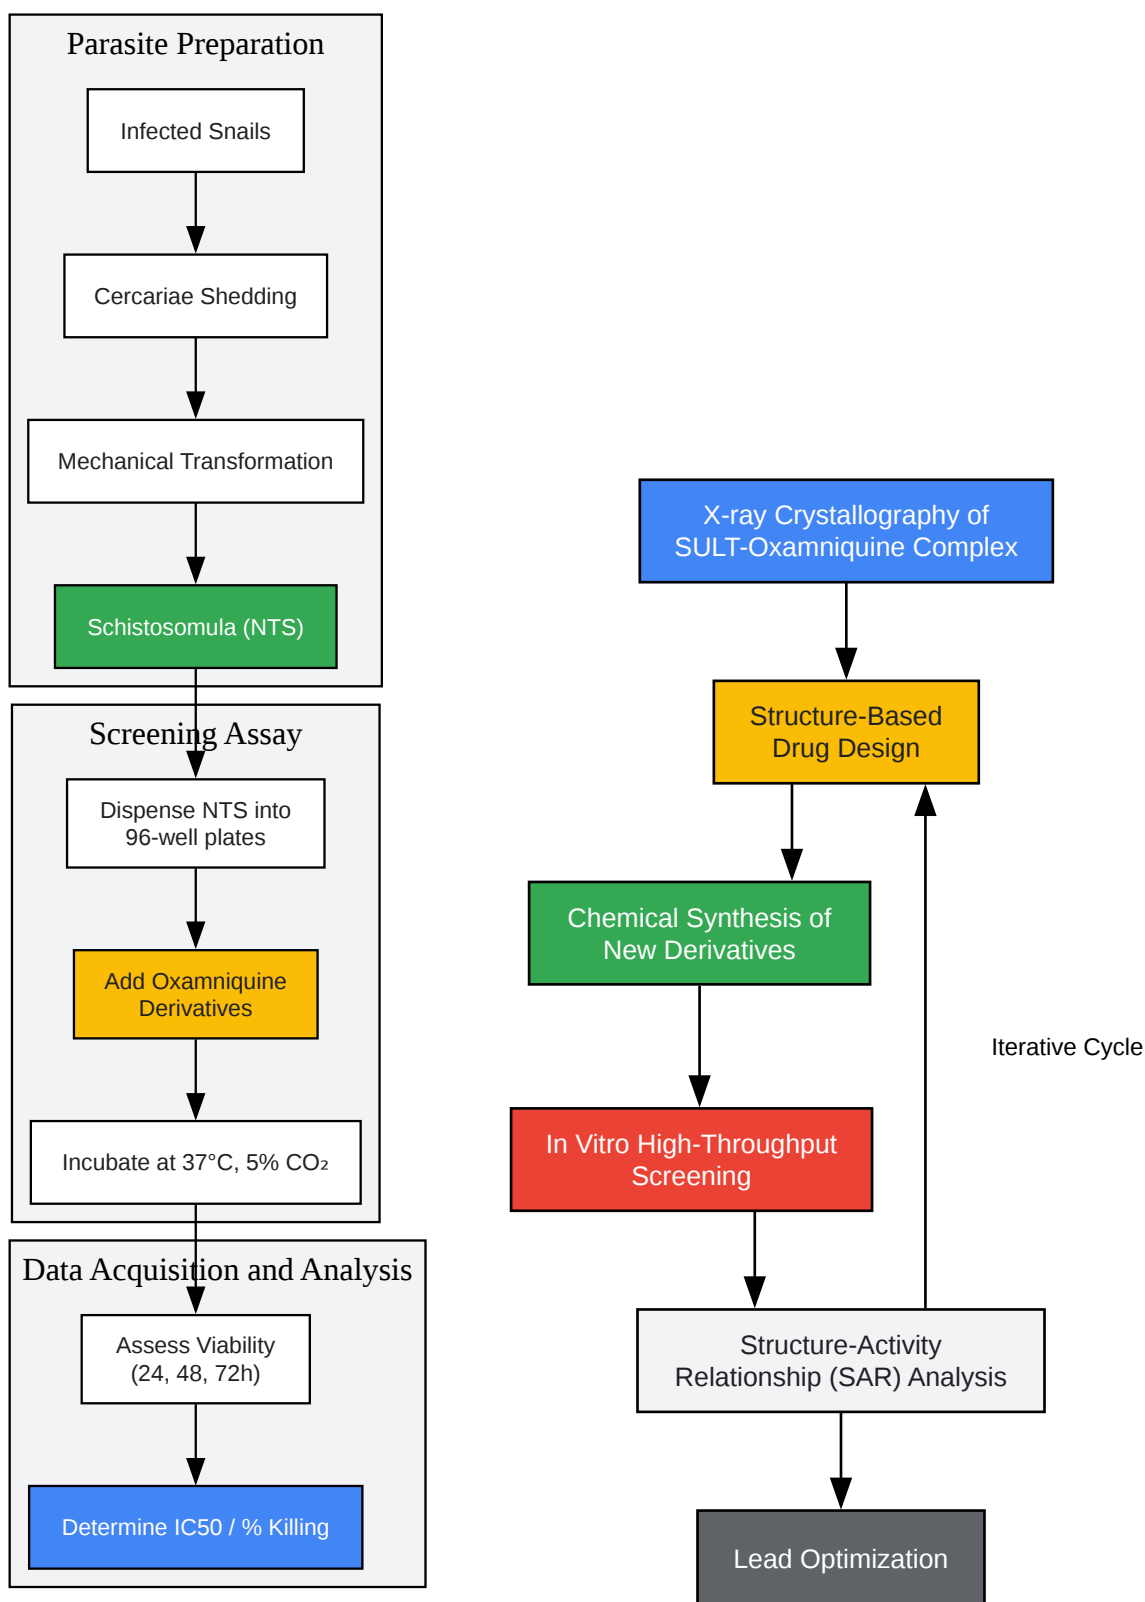 Parasite Preparation
Infected Snails
Cercariae Shedding
Mechanical Transformation
Schistosomula (NTS)
Screening Assay
Dispense NTS into
96-well plates
Add Oxamniquine
Derivatives
Incubate at 37°C, 5% CO₂
Data Acquisition and Analysis
Assess Viability
(24, 48, 72h)
Determine IC50 / % Killing
X-ray Crystallography of
SULT-Oxamniquine Complex
Structure-Based
Drug Design
Chemical Synthesis of
New Derivatives
Iterative Cycle
In Vitro High-Throughput
Screening
Structure-Activity
Relationship (SAR) Analysis
Lead Optimization